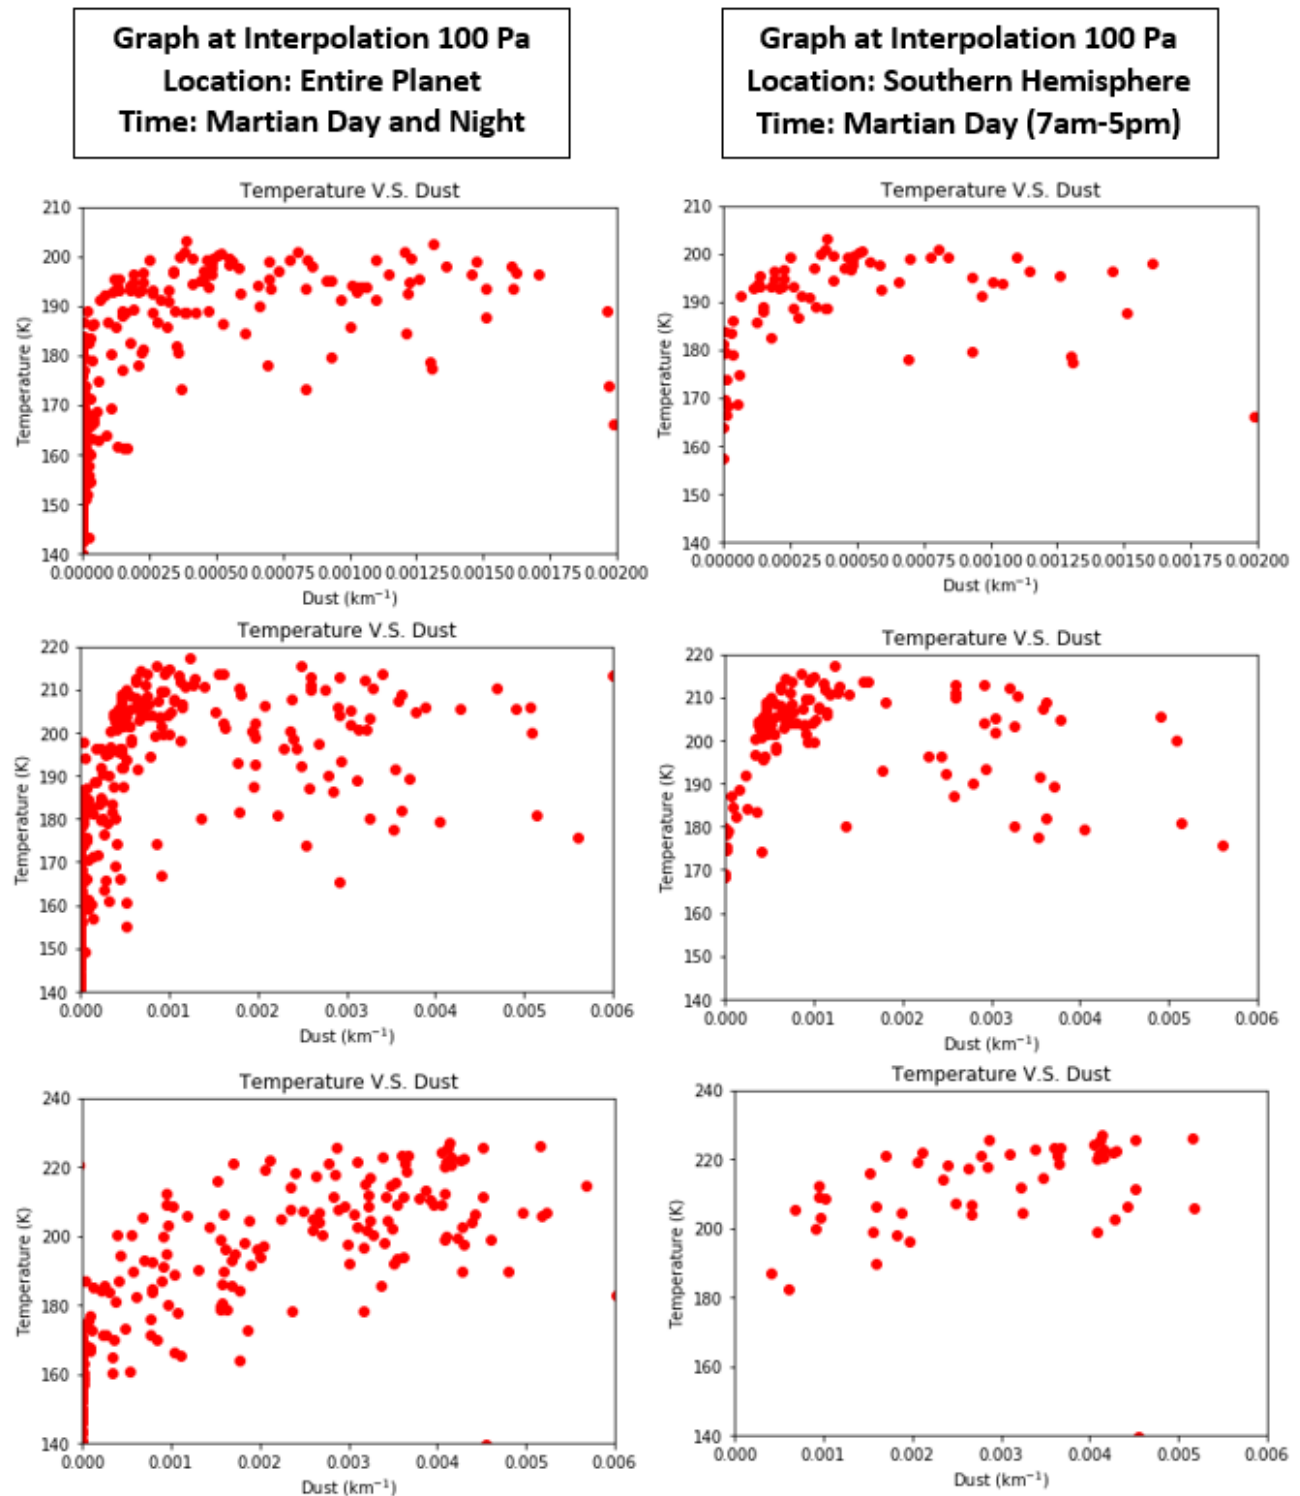 Graph at Interpolation 100 Pa
Location: Entire Planet
Time: Martian Day and Night
Graph at Interpolation 100 Pa
Location: Southern Hemisphere
Time: Martian Day (7am-5pm)
Temperature V.S. Dust
210
200
190
180
170
160
150
140
Temperature (K)
0.00000 0.00025 0.00050 0.00075 0.00100 0.00125 0.00150 0.00175 0.00200
Dust (km⁻¹)
Temperature V.S. Dust
210
200
190
180
170
160
150
140
Temperature (K)
0.00000 0.00025 0.00050 0.00075 0.00100 0.00125 0.00150 0.00175 0.00200
Dust (km⁻¹)
Temperature V.S. Dust
220
210
200
190
180
170
160
150
140
Temperature (K)
0.000 0.001 0.002 0.003 0.004 0.005 0.006
Dust (km⁻¹)
Temperature V.S. Dust
220
210
200
190
180
170
160
150
140
Temperature (K)
0.000 0.001 0.002 0.003 0.004 0.005 0.006
Dust (km⁻¹)
Temperature V.S. Dust
240
220
200
180
160
140
Temperature (K)
0.000 0.001 0.002 0.003 0.004 0.005 0.006
Dust (km⁻¹)
Temperature V.S. Dust
240
220
200
180
160
140
Temperature (K)
0.000 0.001 0.002 0.003 0.004 0.005 0.006
Dust (km⁻¹)